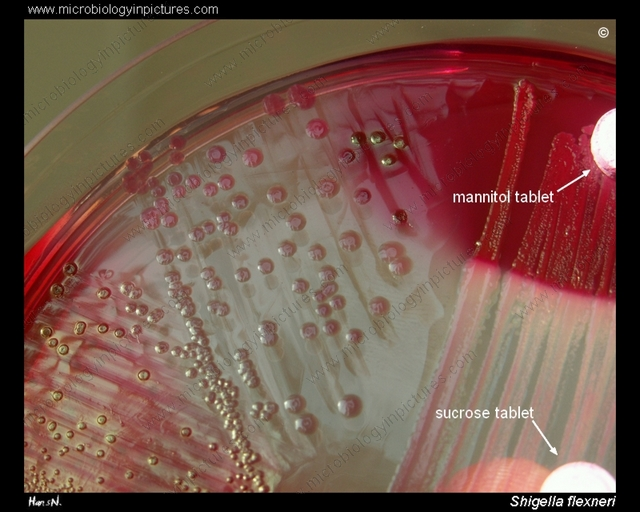 www.microbiologyinpictures.com
©
mannitol tablet
sucrose tablet
HansN.
Shigella flexneri